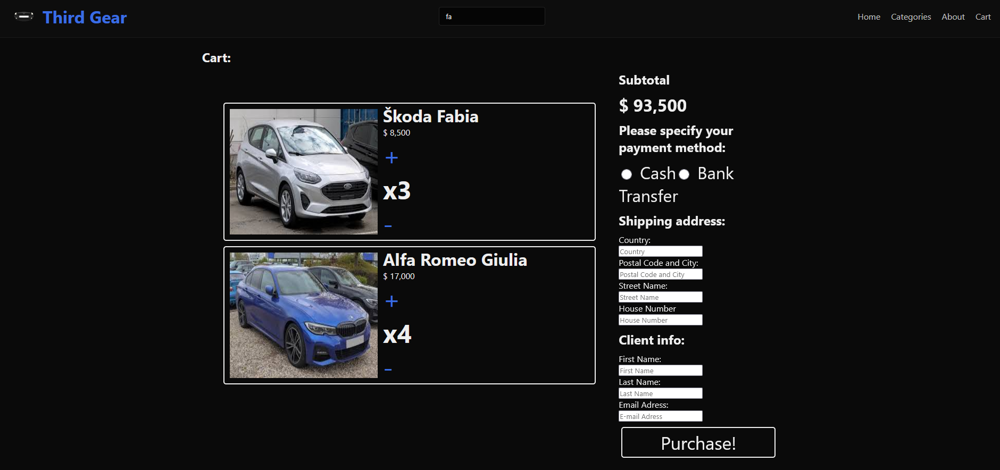 Third Gear
fa
Home Categories About Cart
Cart:
Škoda Fabia
$ 8,500
+
x3
-
Alfa Romeo Giulia
$ 17,000
+
x4
-
Subtotal
$ 93,500
Please specify your
payment method:
Cash Bank
Transfer
Shipping address:
Country:
Country
Postal Code and City:
Postal Code and City
Street Name:
Street Name
House Number
House Number
Client info:
First Name:
First Name
Last Name:
Last Name
Email Adress:
E-mail Adress
Purchase!